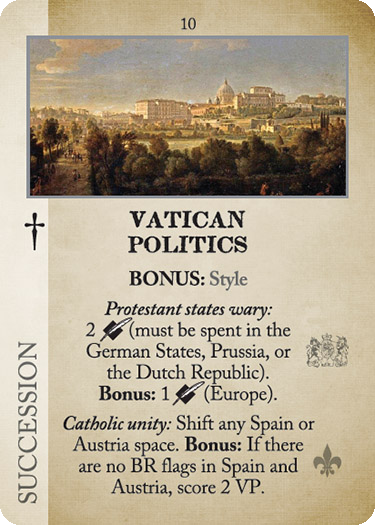 10
VATICAN
POLITICS
BONUS: Style
Protestant states wary:
2 (must be spent in the
German States, Prussia, or
the Dutch Republic).
Bonus: 1 (Europe).
Catholic unity: Shift any Spain or
Austria space. Bonus: If there
are no BR flags in Spain and
Austria, score 2 VP.
SUCCESSION